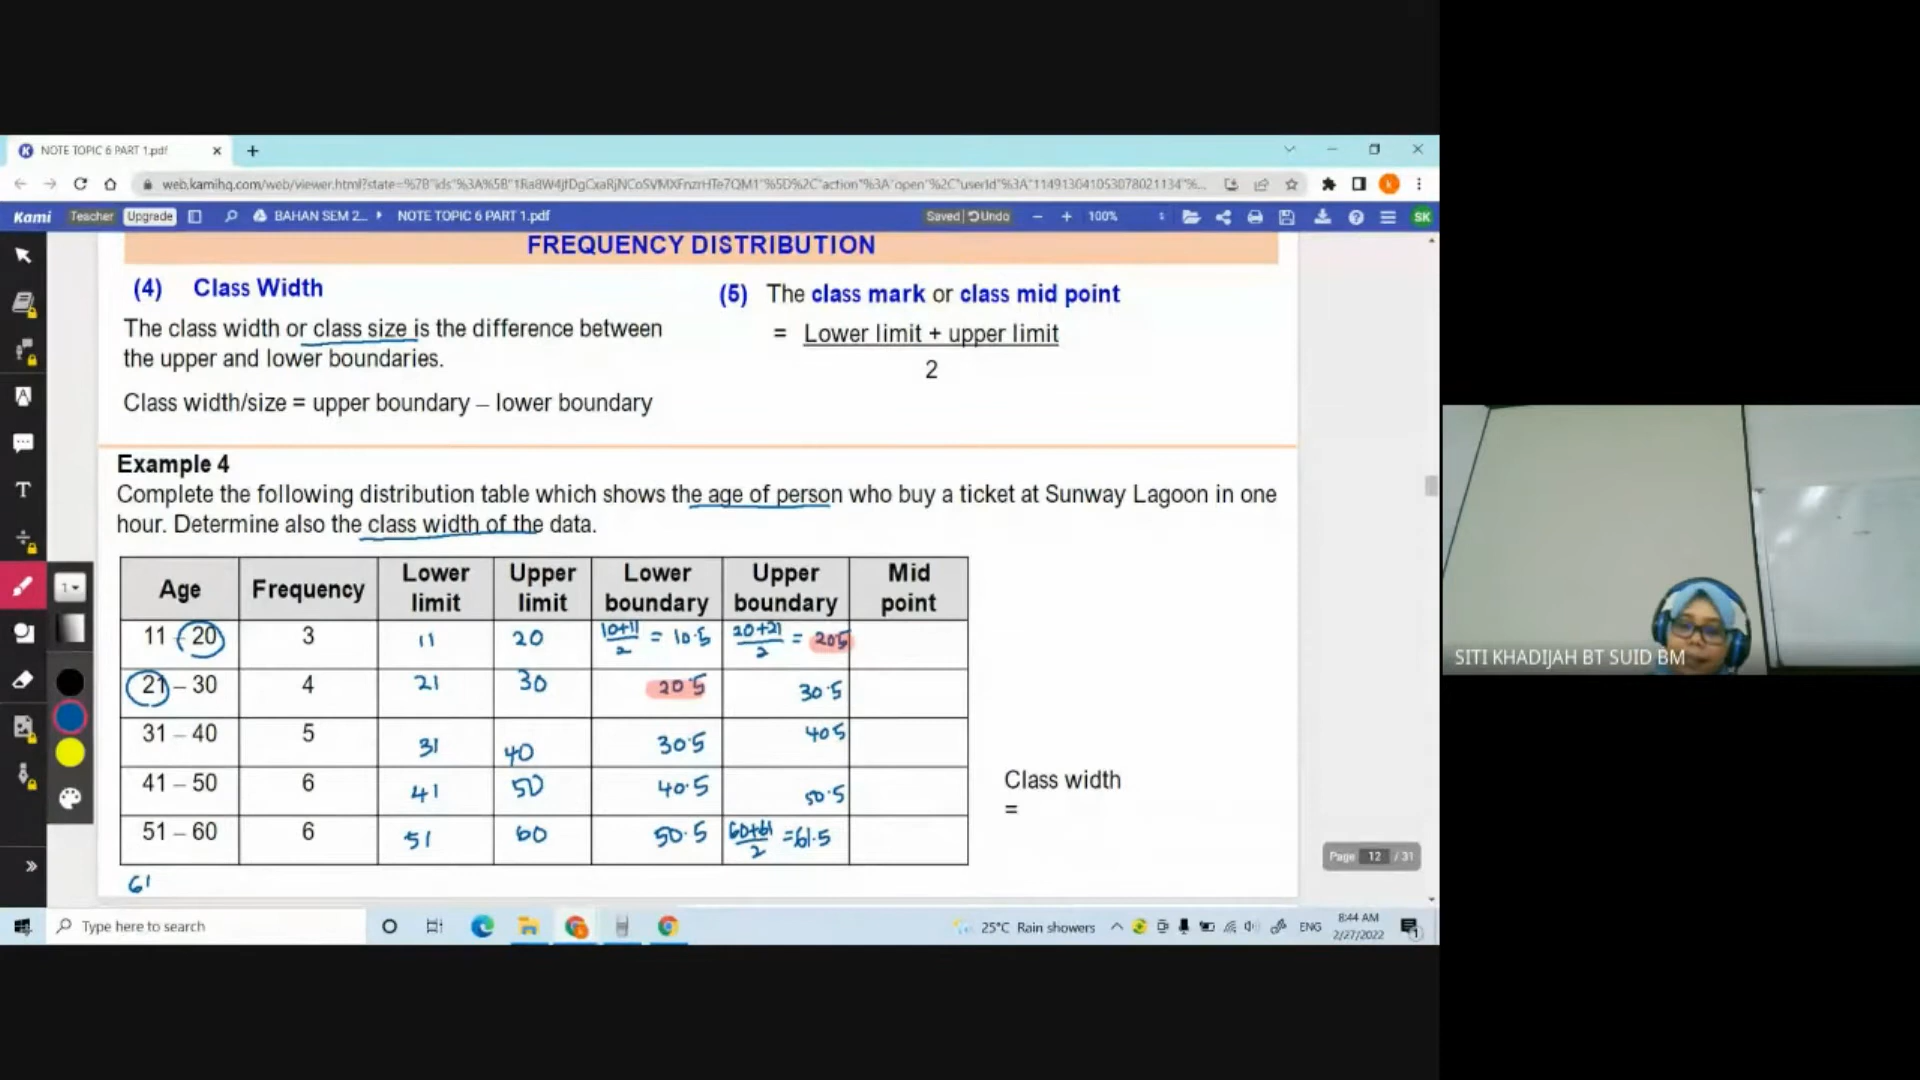 NOTE TOPIC 6 PART 1.pdf
Kami Teacher Upgrade BAHAN SEM 2... NOTE TOPIC 6 PART 1.pdf Saved Undo 100% SK
FREQUENCY DISTRIBUTION
(4) Class Width
The class width or class size is the difference between
the upper and lower boundaries.
Class width/size = upper boundary – lower boundary
(5) The class mark or class mid point
= Lower limit + upper limit
2
Example 4
Complete the following distribution table which shows the age of person who buy a ticket at Sunway Lagoon in one
hour. Determine also the class width of the data.
Age Frequency Lower limit Upper limit Lower boundary Upper boundary Mid point
11 – 20 3 11 20 10+11/2 = 10.5 20+21/2 = 20.5
21 – 30 4 21 30 20.5 30.5
31 – 40 5 31 40 30.5 40.5
41 – 50 6 41 50 40.5 50.5
51 – 60 6 51 60 50.5 60+61/2 = 61.5
61
Class width
=
Page 12 / 31
Type here to search
25°C Rain showers ENG 8:44 AM
2/27/2022
SITI KHADIJAH BT SUID BM